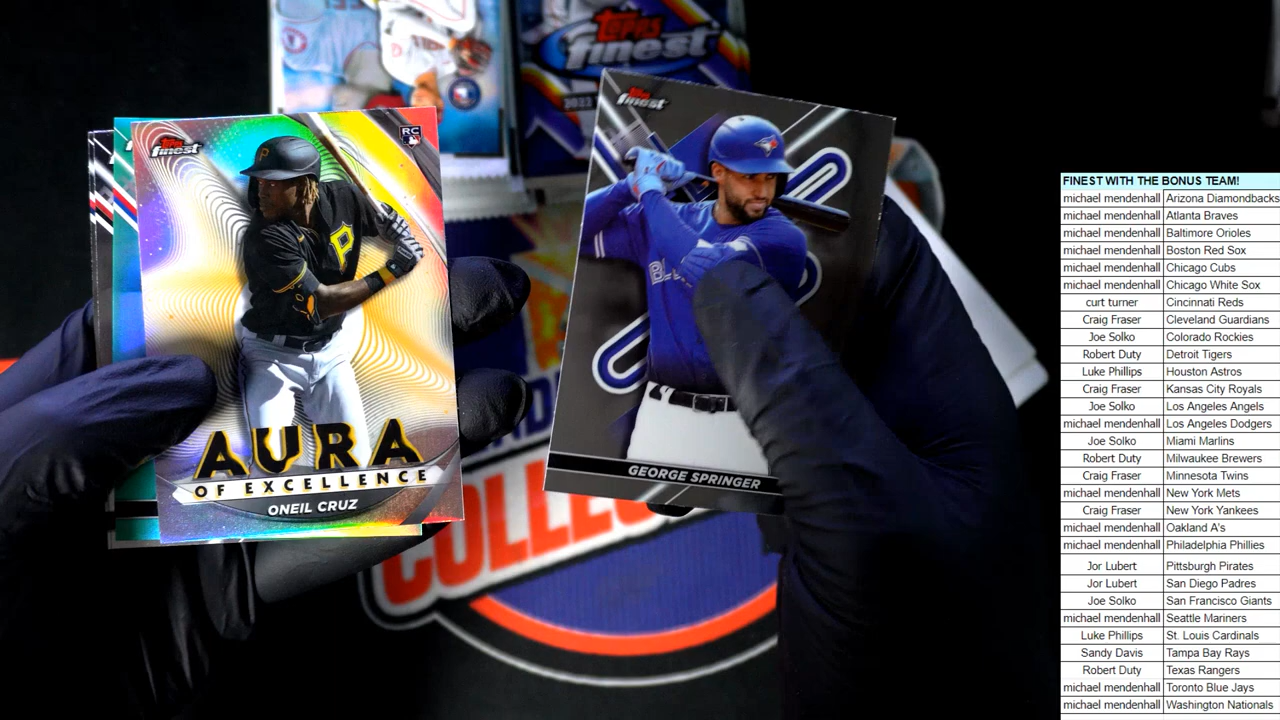 TOPPS
finest
TOPPS
finest
RC
P
P
AURA
OF EXCELLENCE
ONEIL CRUZ
TOPPS
finest
GEORGE SPRINGER
FINEST WITH THE BONUS TEAM!
michael mendenhall Arizona Diamondbacks
michael mendenhall Atlanta Braves
michael mendenhall Baltimore Orioles
michael mendenhall Boston Red Sox
michael mendenhall Chicago Cubs
michael mendenhall Chicago White Sox
curt turner Cincinnati Reds
Craig Fraser Cleveland Guardians
Joe Solko Colorado Rockies
Robert Duty Detroit Tigers
Luke Phillips Houston Astros
Craig Fraser Kansas City Royals
Joe Solko Los Angeles Angels
michael mendenhall Los Angeles Dodgers
Joe Solko Miami Marlins
Robert Duty Milwaukee Brewers
Craig Fraser Minnesota Twins
michael mendenhall New York Mets
Craig Fraser New York Yankees
michael mendenhall Oakland A's
michael mendenhall Philadelphia Phillies
Jor Lubert Pittsburgh Pirates
Jor Lubert San Diego Padres
Joe Solko San Francisco Giants
michael mendenhall Seattle Mariners
Luke Phillips St. Louis Cardinals
Sandy Davis Tampa Bay Rays
Robert Duty Texas Rangers
michael mendenhall Toronto Blue Jays
michael mendenhall Washington Nationals